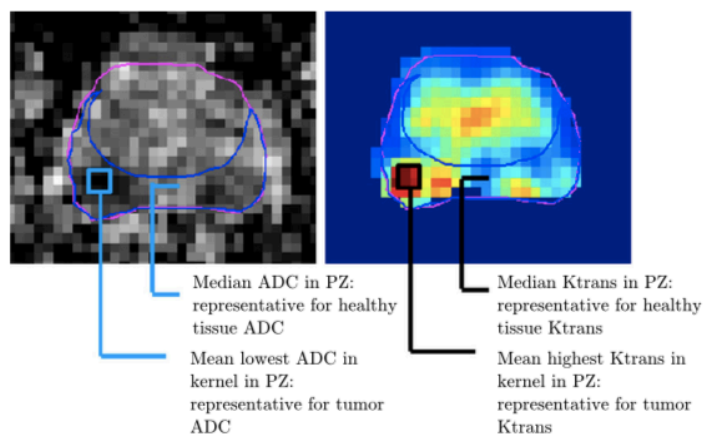 Median ADC in PZ:
representative for healthy
tissue ADC
Mean lowest ADC in
kernel in PZ:
representative for tumor
ADC
Median Ktrans in PZ:
representative for healthy
tissue Ktrans
Mean highest Ktrans in
kernel in PZ:
representative for tumor
Ktrans